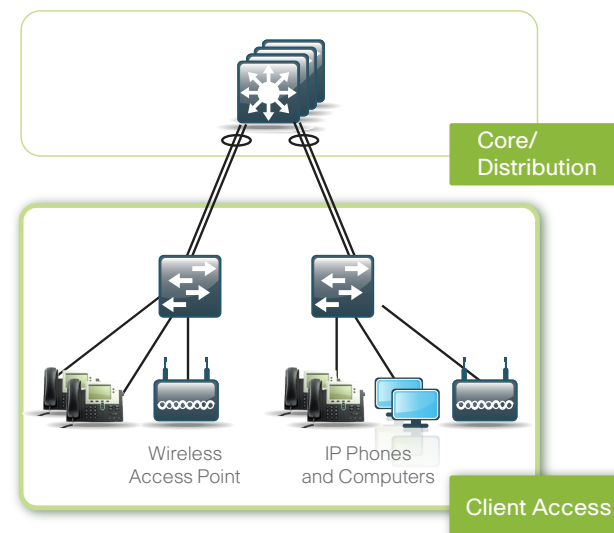 Core/
Distribution
Wireless
Access Point
IP Phones
and Computers
Client Access